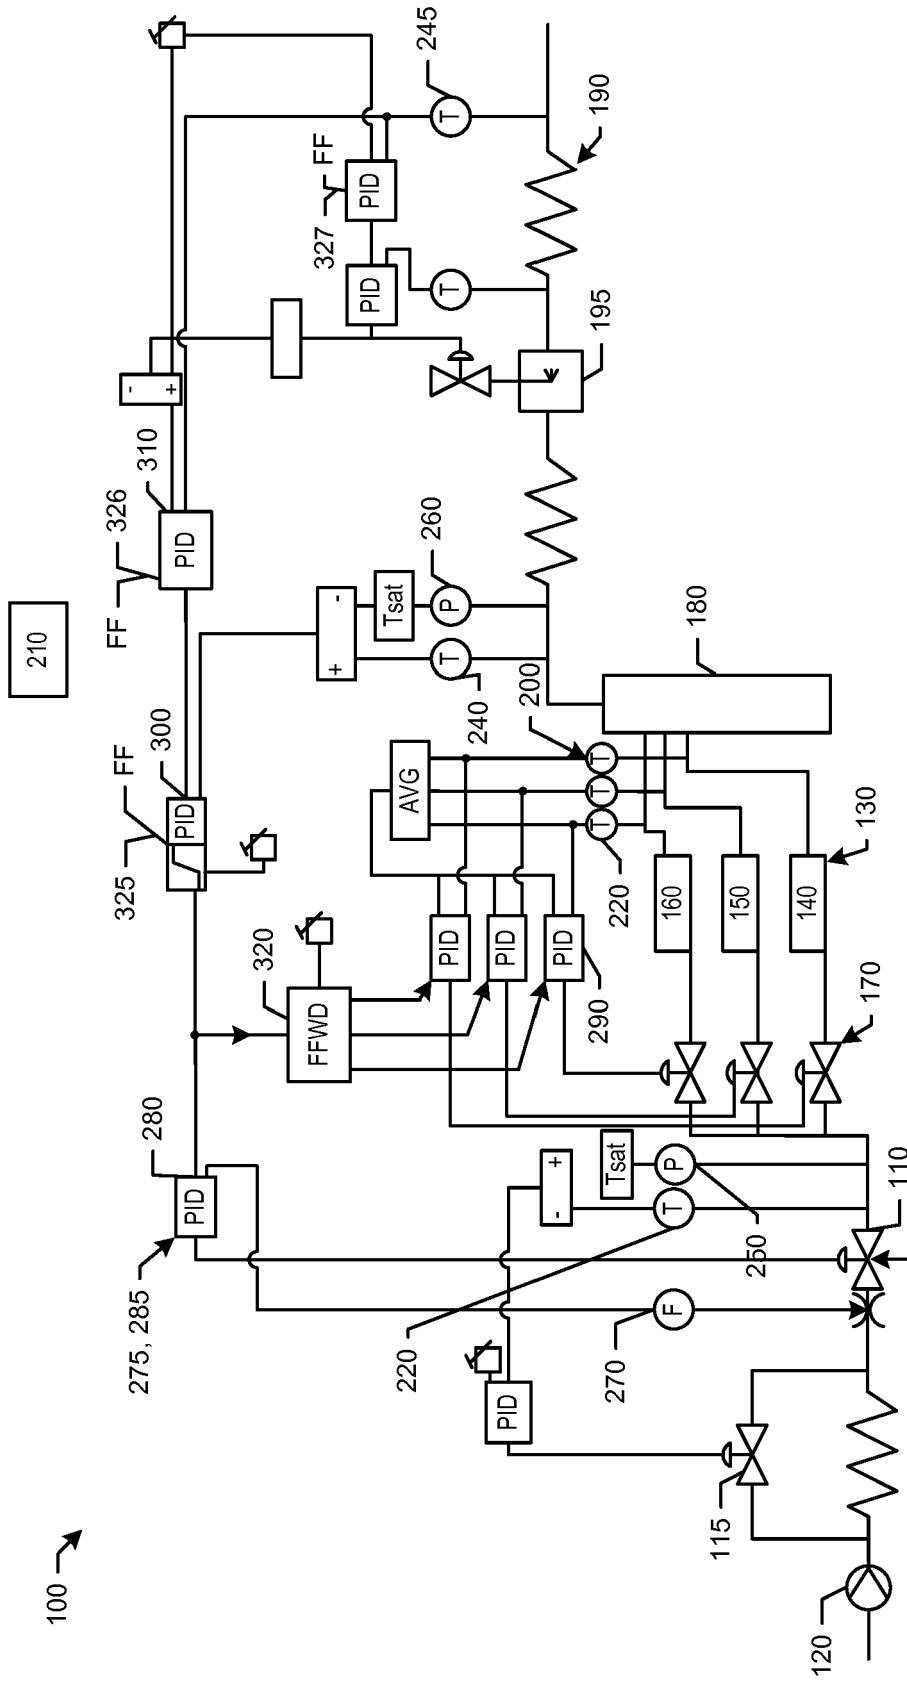 100
210
245
190
FF
327
PID
PID
T
T
195
-
+
310
326
FF
PID
260
-
+
Tsat
P
T
240
180
200
300
FF
325
PID
AVG
T
T
T
220
130
160
150
140
320
FFWD
PID
PID
PID
290
170
280
PID
275, 285
+
-
Tsat
P
T
250
110
220
270
F
PID
115
120